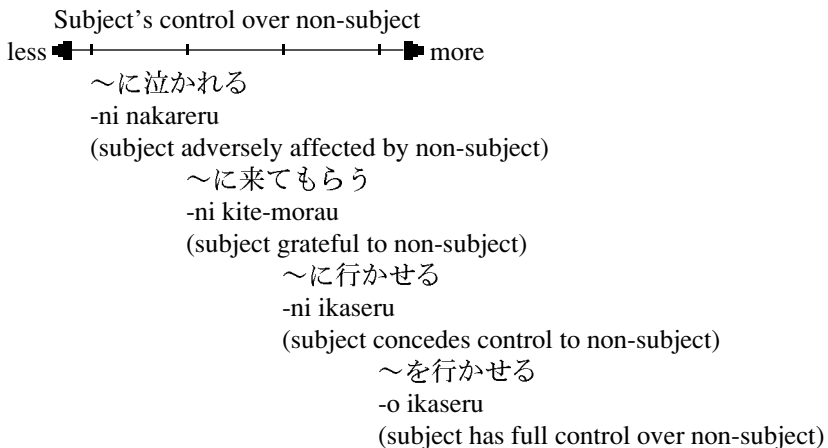 Subject’s control over non-subject
less more
～に泣かれる
-ni nakareru
(subject adversely affected by non-subject)
～に来てもらう
-ni kite-morau
(subject grateful to non-subject)
～に行かせる
-ni ikaseru
(subject concedes control to non-subject)
～を行かせる
-o ikaseru
(subject has full control over non-subject)